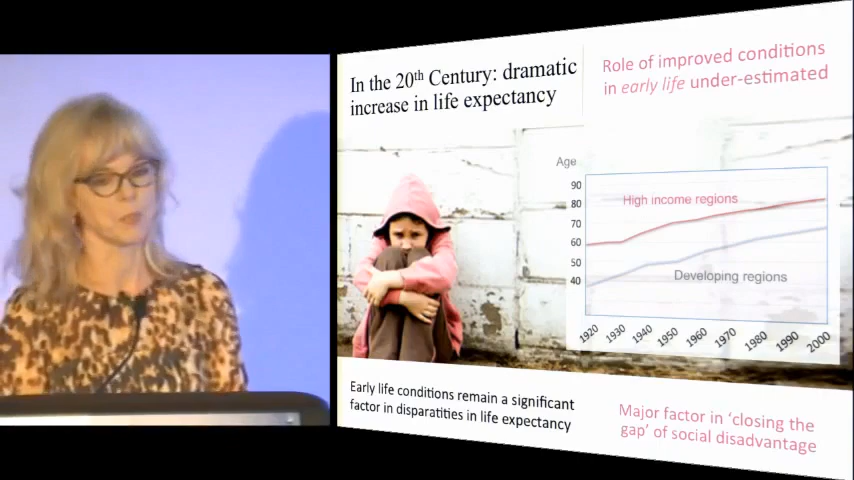 In the 20th Century: dramatic
increase in life expectancy
Role of improved conditions
in early life under-estimated
Age
90
80
70
60
50
40
High income regions
Developing regions
1920 1930 1940 1950 1960 1970 1980 1990 2000
Early life conditions remain a significant
factor in disparatities in life expectancy
Major factor in ‘closing the
gap’ of social disadvantage